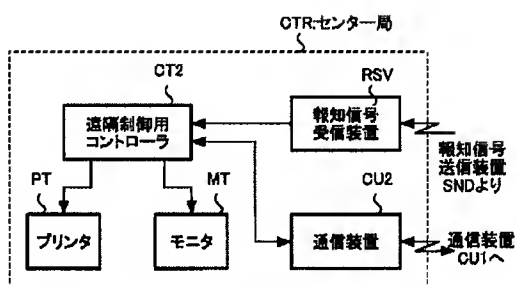 CTR:センター局
CT2
RSV
遠隔制御用
コントローラ
報知信号
受信装置
報知信号
送信装置
SNDより
PT
MT
CU2
プリンタ
モニタ
通信装置
通信装置
CU1へ